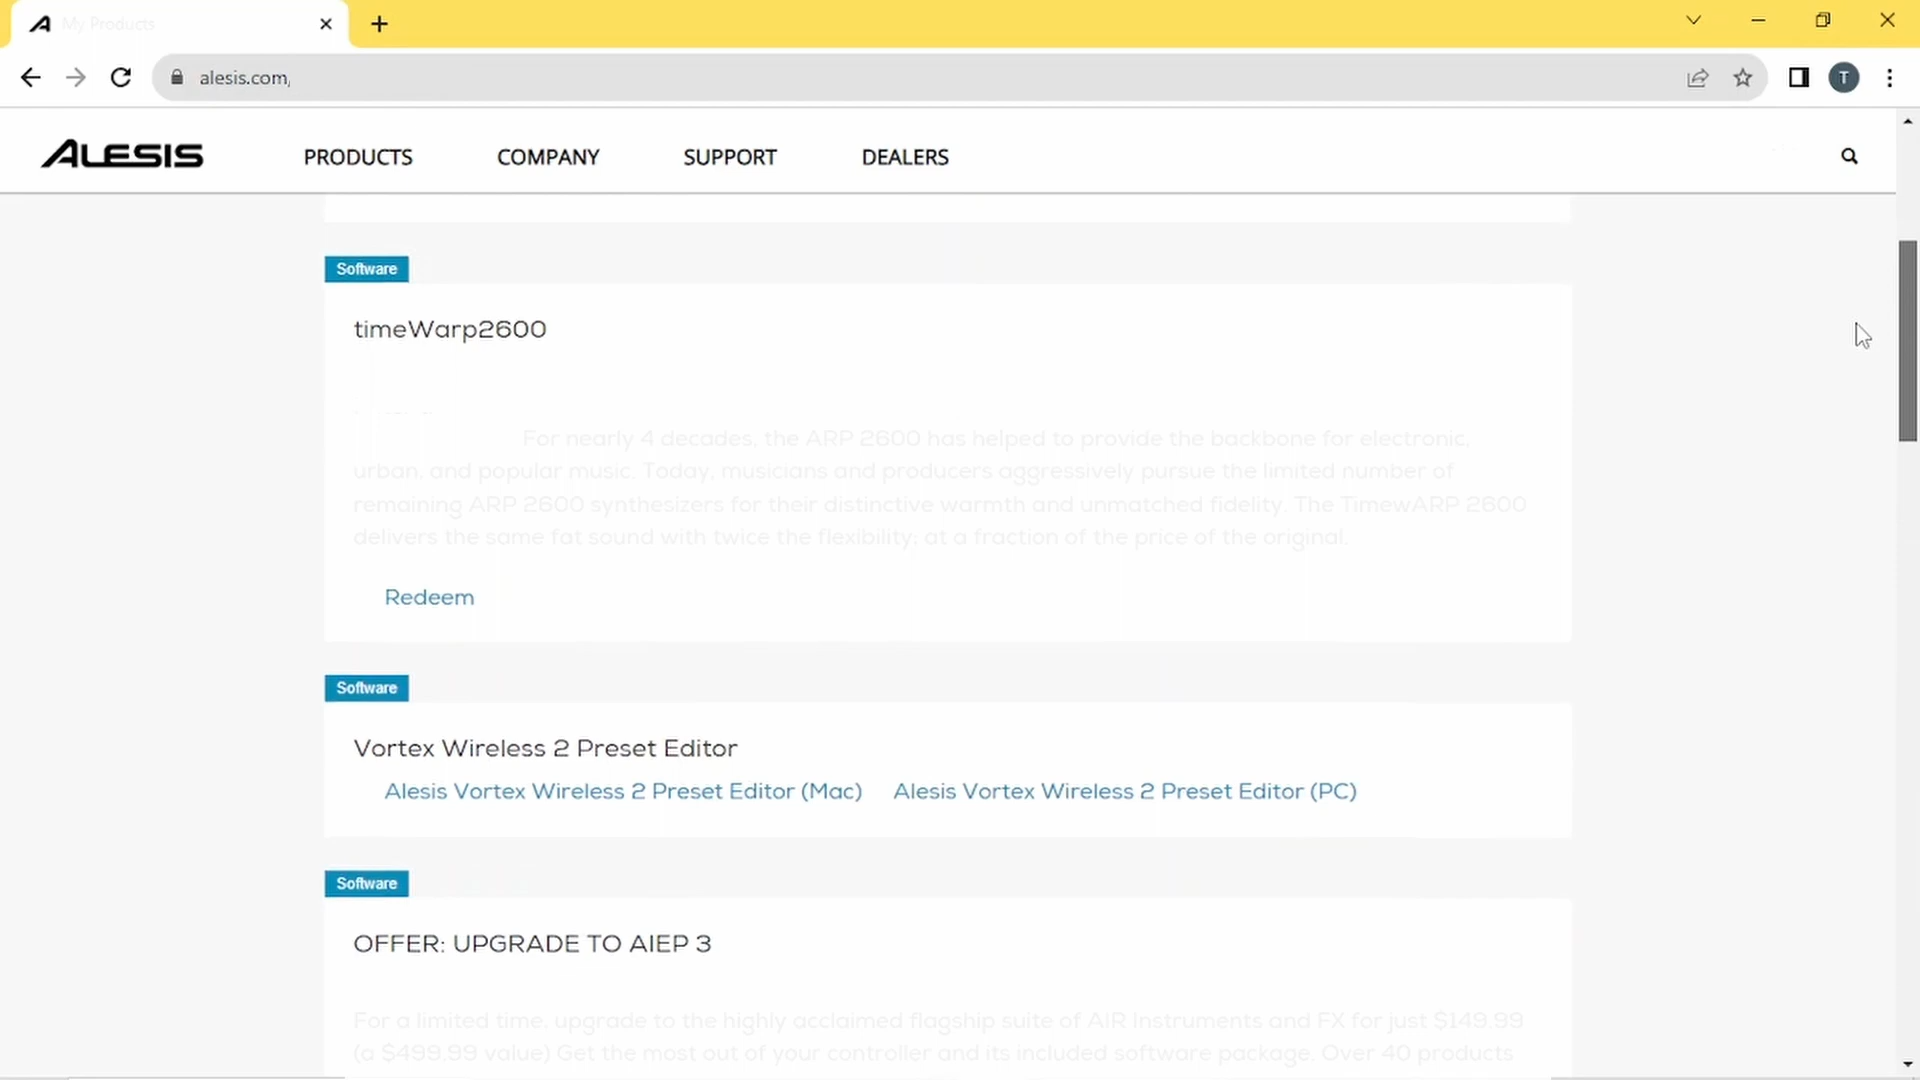 My Products
alesis.com,
T
ALESIS
PRODUCTS
COMPANY
SUPPORT
DEALERS
Software
timeWarp2600
For nearly 4 decades, the ARP 2600 has helped to provide the backbone for electronic,
urban, and popular music. Today, musicians and producers aggressively pursue the limited number of
remaining ARP 2600 synthesizers for their distinctive warmth and unmatched fidelity. The TimewARP 2600
delivers the same fat sound with twice the flexibility, at a fraction of the price of the original.
Redeem
Software
Vortex Wireless 2 Preset Editor
Alesis Vortex Wireless 2 Preset Editor (Mac)
Alesis Vortex Wireless 2 Preset Editor (PC)
Software
OFFER: UPGRADE TO AIEP 3
For a limited time, upgrade to the highly acclaimed flagship suite of AIR Instruments and FX for just $149.99
(a $499.99 value) Get the most out of your controller and its included software package. Over 40 products